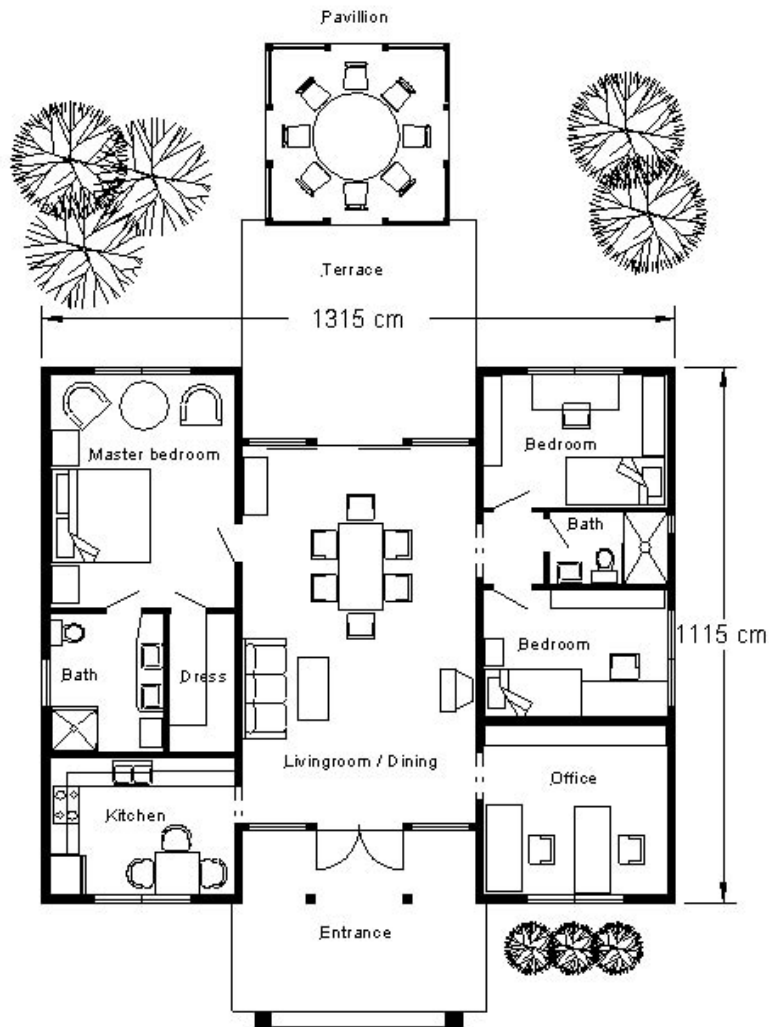 Pavillion
Terrace
1315 cm
Master bedroom
Bedroom
Bath
Bedroom
1115 cm
Bath
Dress
Livingroom / Dining
Office
Kitchen
Entrance